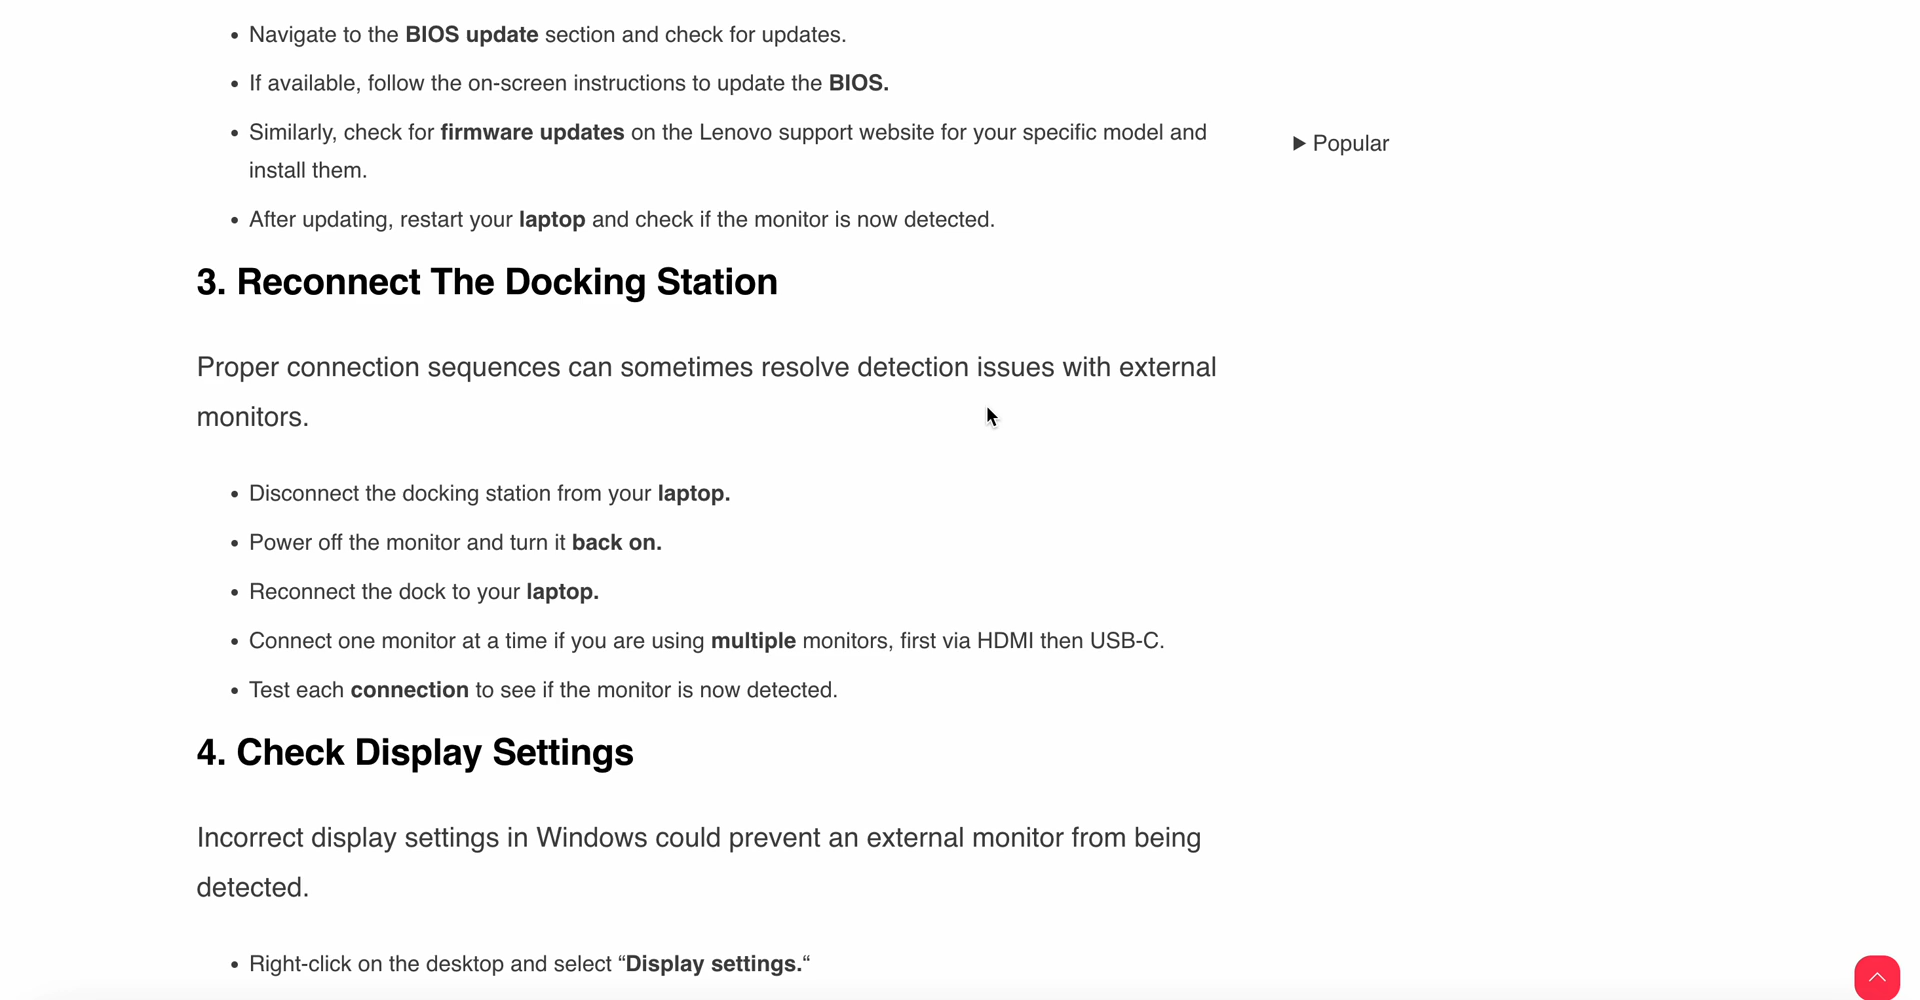 Navigate to the BIOS update section and check for updates.
If available, follow the on-screen instructions to update the BIOS.
Similarly, check for firmware updates on the Lenovo support website for your specific model and
install them.
After updating, restart your laptop and check if the monitor is now detected.
Popular
3. Reconnect The Docking Station
Proper connection sequences can sometimes resolve detection issues with external
monitors.
Disconnect the docking station from your laptop.
Power off the monitor and turn it back on.
Reconnect the dock to your laptop.
Connect one monitor at a time if you are using multiple monitors, first via HDMI then USB-C.
Test each connection to see if the monitor is now detected.
4. Check Display Settings
Incorrect display settings in Windows could prevent an external monitor from being
detected.
Right-click on the desktop and select “Display settings.“